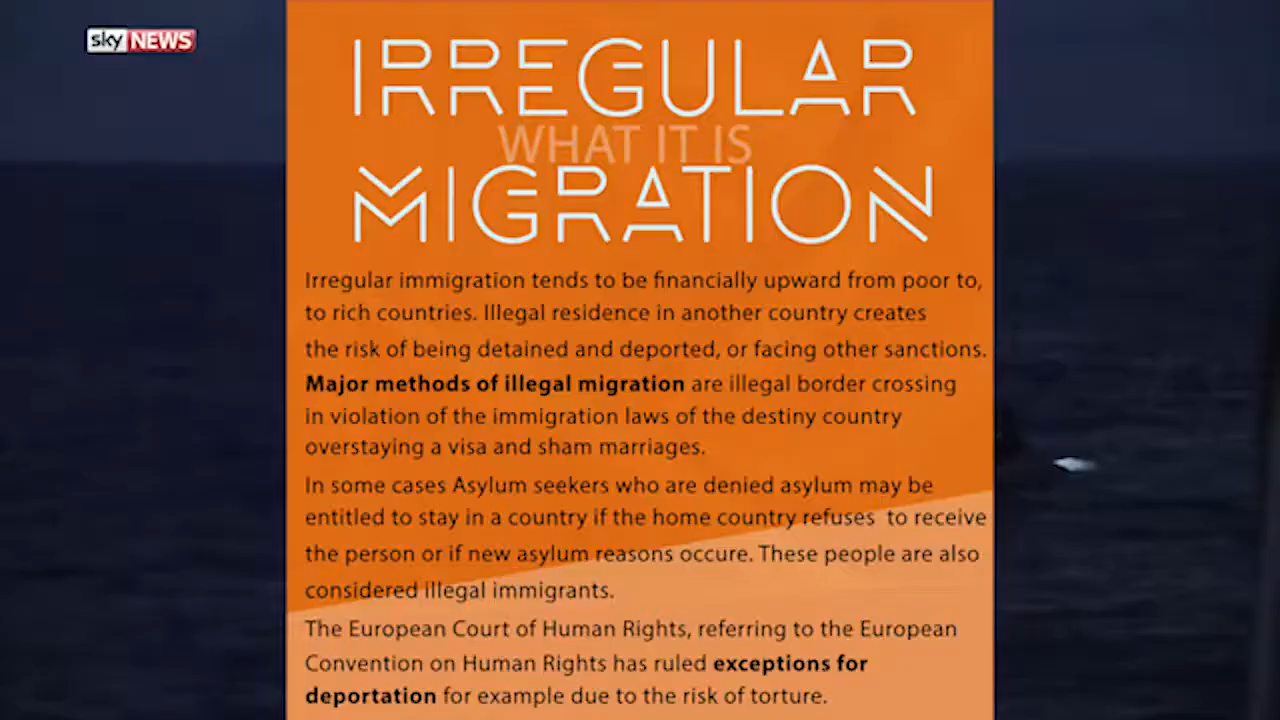 sky NEWS
IRREGULAR
WHAT IT IS
MIGRATION
Irregular immigration tends to be financially upward from poor to,
to rich countries. Illegal residence in another country creates
the risk of being detained and deported, or facing other sanctions.
Major methods of illegal migration are illegal border crossing
in violation of the immigration laws of the destiny country
overstaying a visa and sham marriages.
In some cases Asylum seekers who are denied asylum may be
entitled to stay in a country if the home country refuses to receive
the person or if new asylum reasons occure. These people are also
considered illegal immigrants.
The European Court of Human Rights, referring to the European
Convention on Human Rights has ruled exceptions for
deportation for example due to the risk of torture.